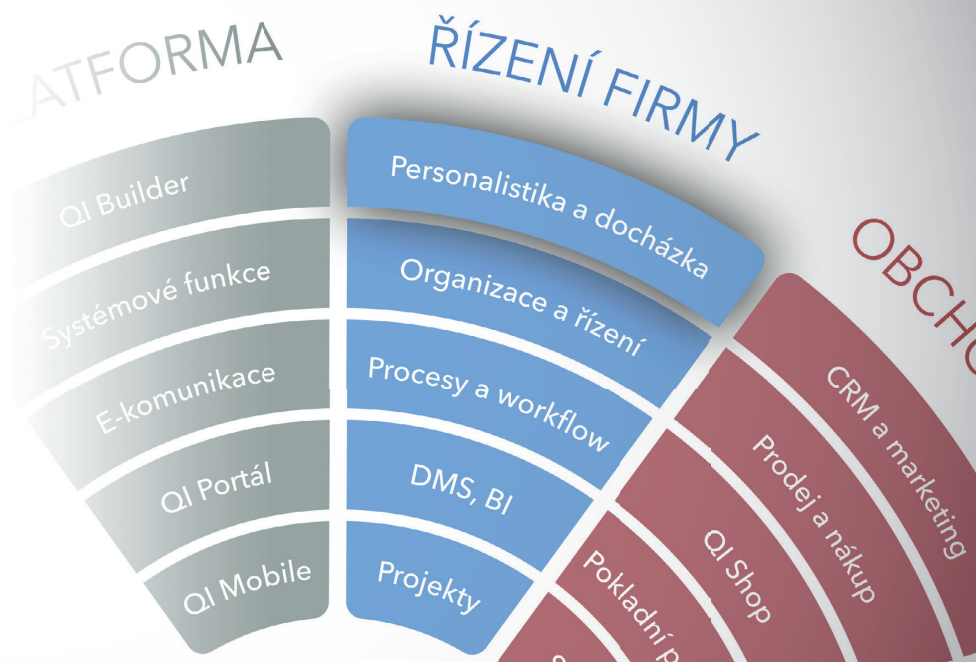 ATFORMA
QI Builder
Systémové funkce
E-komunikace
QI Portál
QI Mobile
ŘÍZENÍ FIRMY
Personalistika a docházka
Organizace a řízení
Procesy a workflow
DMS, BI
Projekty
OBCHO
CRM a marketing
Prodej a nákup
QI Shop
Pokladní p
S